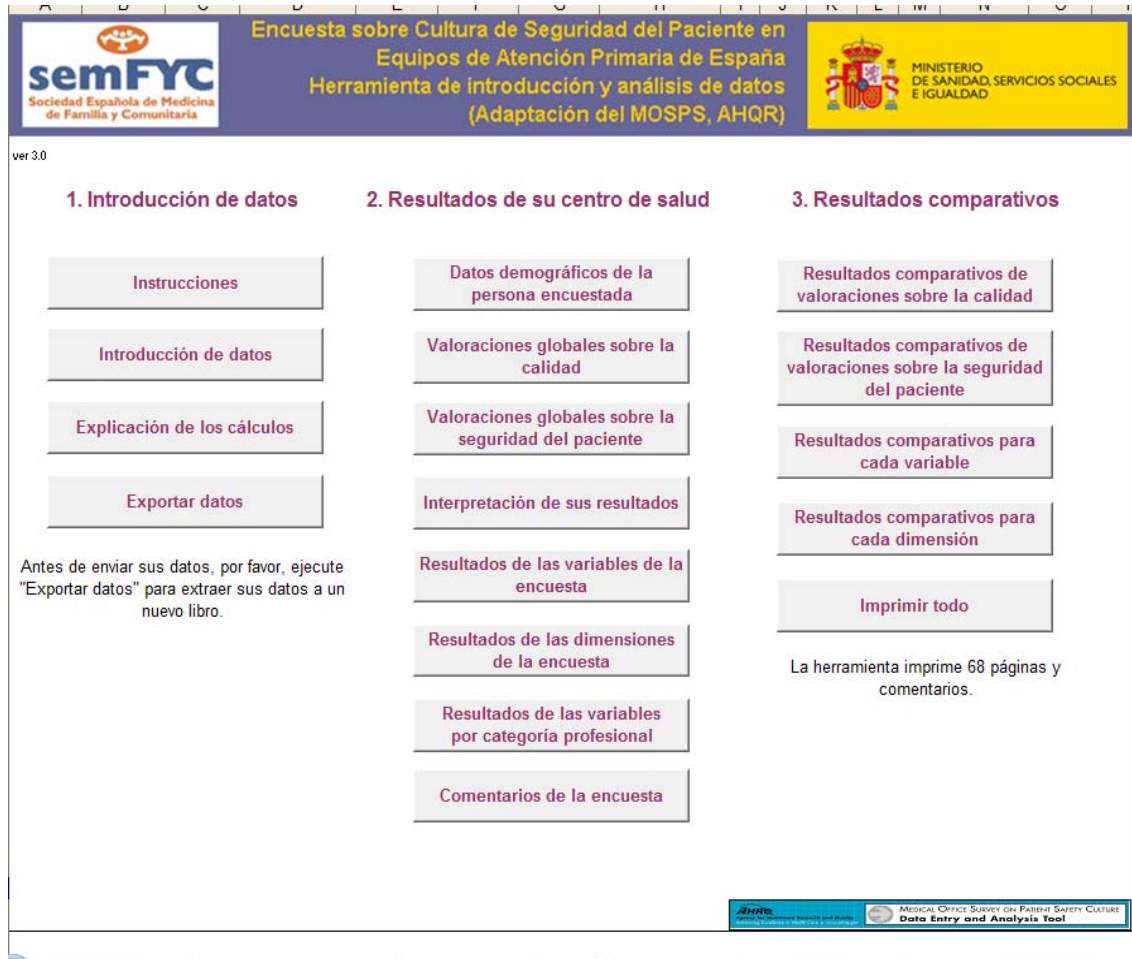 semFYC
Sociedad Española de Medicina
de Familia y Comunitaria
Encuesta sobre Cultura de Seguridad del Paciente en
Equipos de Atención Primaria de España
Herramienta de introducción y análisis de datos
(Adaptación del MOSPS, AHQR)
MINISTERIO
DE SANIDAD, SERVICIOS SOCIALES
E IGUALDAD
ver 3.0
1. Introducción de datos
Instrucciones
Introducción de datos
Explicación de los cálculos
Exportar datos
Antes de enviar sus datos, por favor, ejecute
"Exportar datos" para extraer sus datos a un
nuevo libro.
2. Resultados de su centro de salud
Datos demográficos de la
persona encuestada
Valoraciones globales sobre la
calidad
Valoraciones globales sobre la
seguridad del paciente
Interpretación de sus resultados
Resultados de las variables de la
encuesta
Resultados de las dimensiones
de la encuesta
Resultados de las variables
por categoría profesional
Comentarios de la encuesta
3. Resultados comparativos
Resultados comparativos de
valoraciones sobre la calidad
Resultados comparativos de
valoraciones sobre la seguridad
del paciente
Resultados comparativos para
cada variable
Resultados comparativos para
cada dimensión
Imprimir todo
La herramienta imprime 68 páginas y
comentarios.
AHRQ
MEDICAL OFFICE SURVEY ON PATIENT SAFETY CULTURE
Data Entry and Analysis Tool